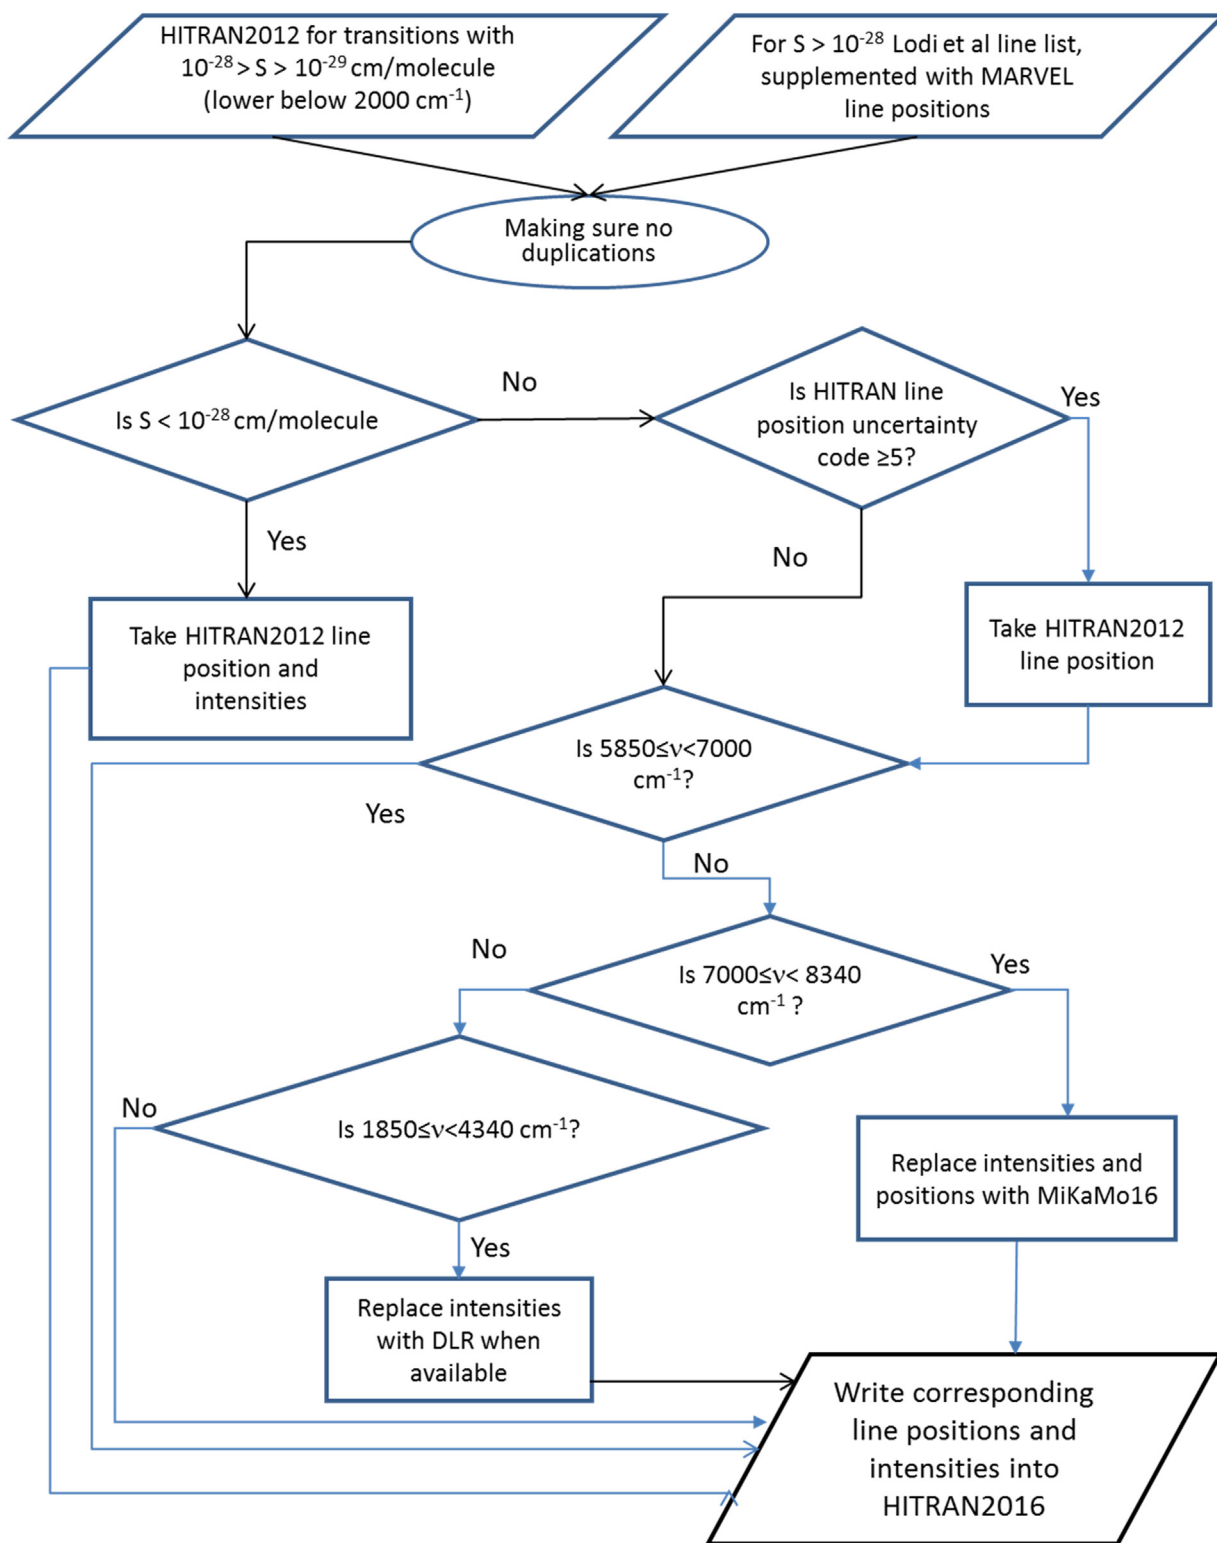 HITRAN2012 for transitions with
10⁻²⁸ > S > 10⁻²⁹ cm/molecule
(lower below 2000 cm⁻¹)
For S > 10⁻²⁸ Lodi et al line list,
supplemented with MARVEL
line positions
Making sure no
duplications
Is S < 10⁻²⁸ cm/molecule
No
Is HITRAN line
position uncertainty
code ≥5?
Yes
Yes
No
Take HITRAN2012 line
position and
intensities
Take HITRAN2012
line position
Is 5850≤ν<7000
cm⁻¹?
Yes
No
Is 7000≤ν< 8340
cm⁻¹ ?
No
Yes
Is 1850≤ν<4340 cm⁻¹?
No
Yes
Replace intensities and
positions with MiKaMo16
Replace intensities
with DLR when
available
Write corresponding
line positions and
intensities into
HITRAN2016